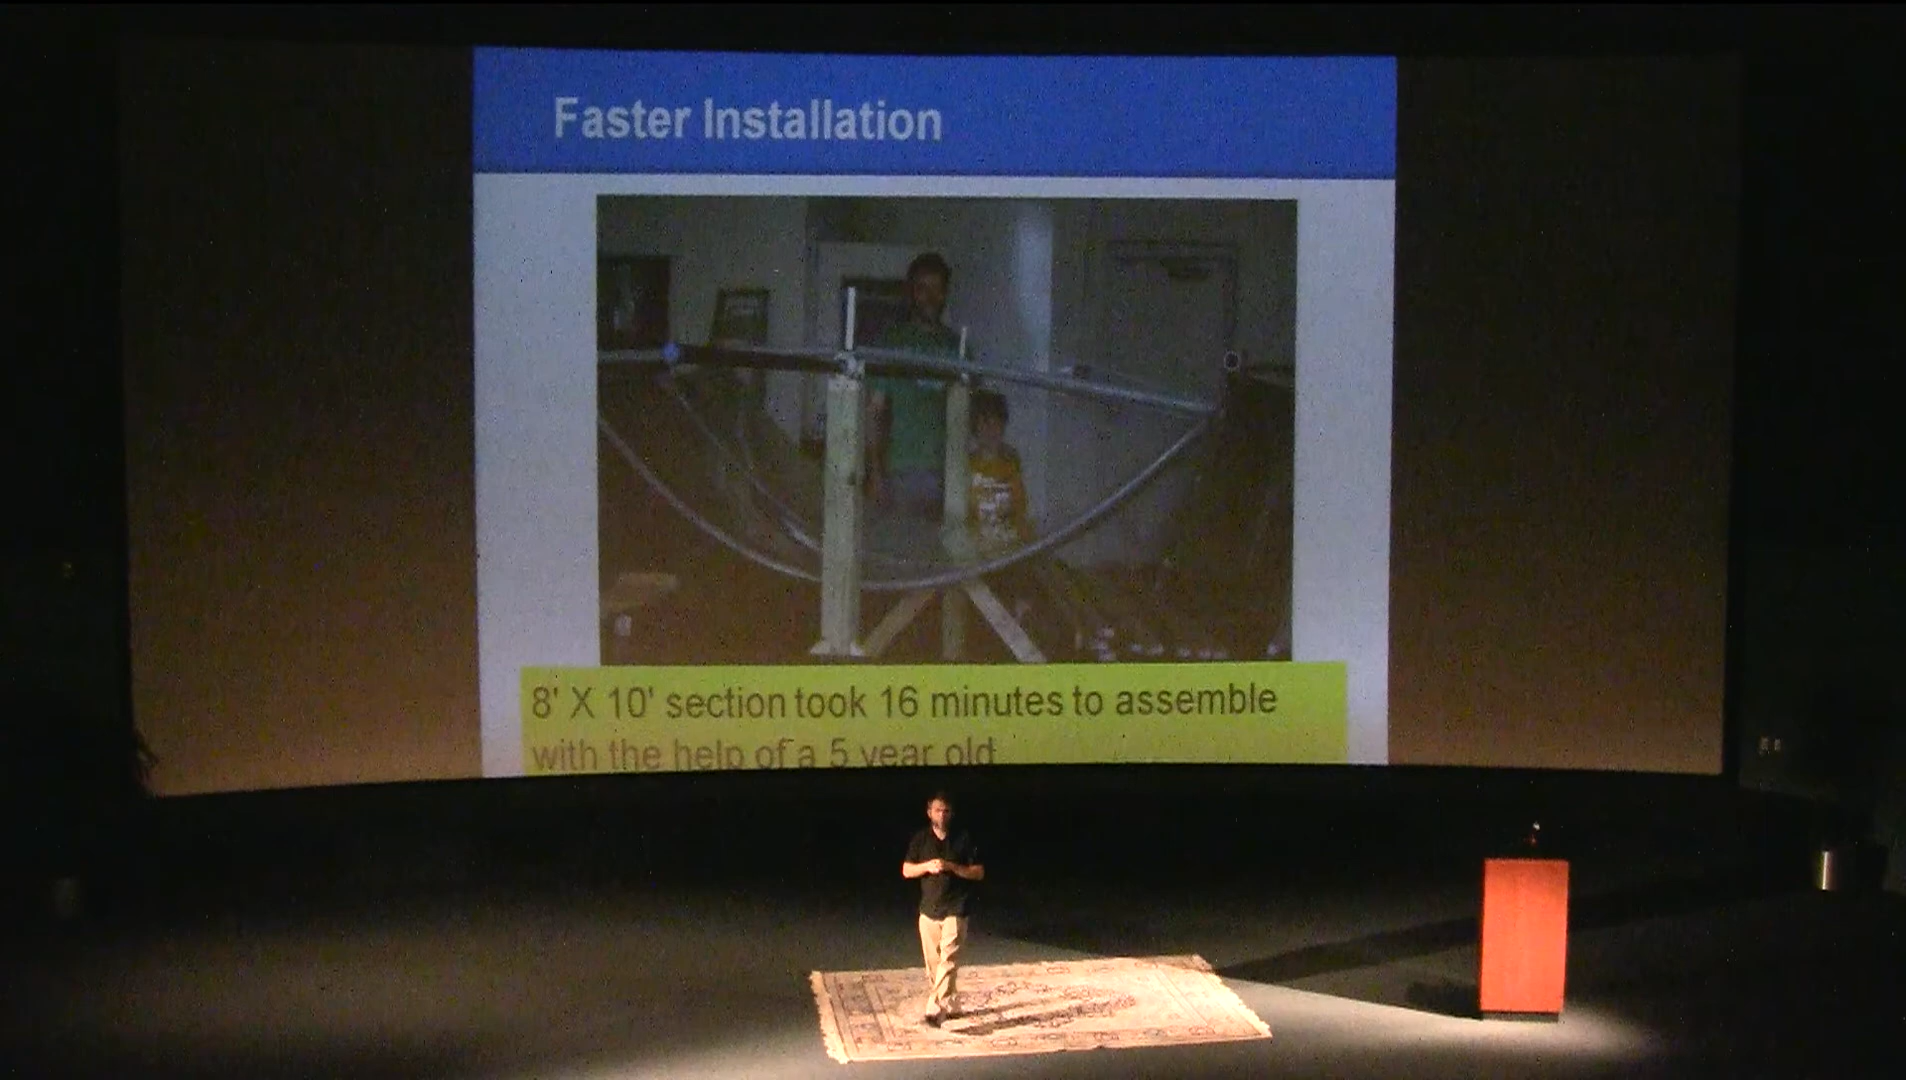 Faster Installation
8' X 10' section took 16 minutes to assemble
with the help of a 5 year old